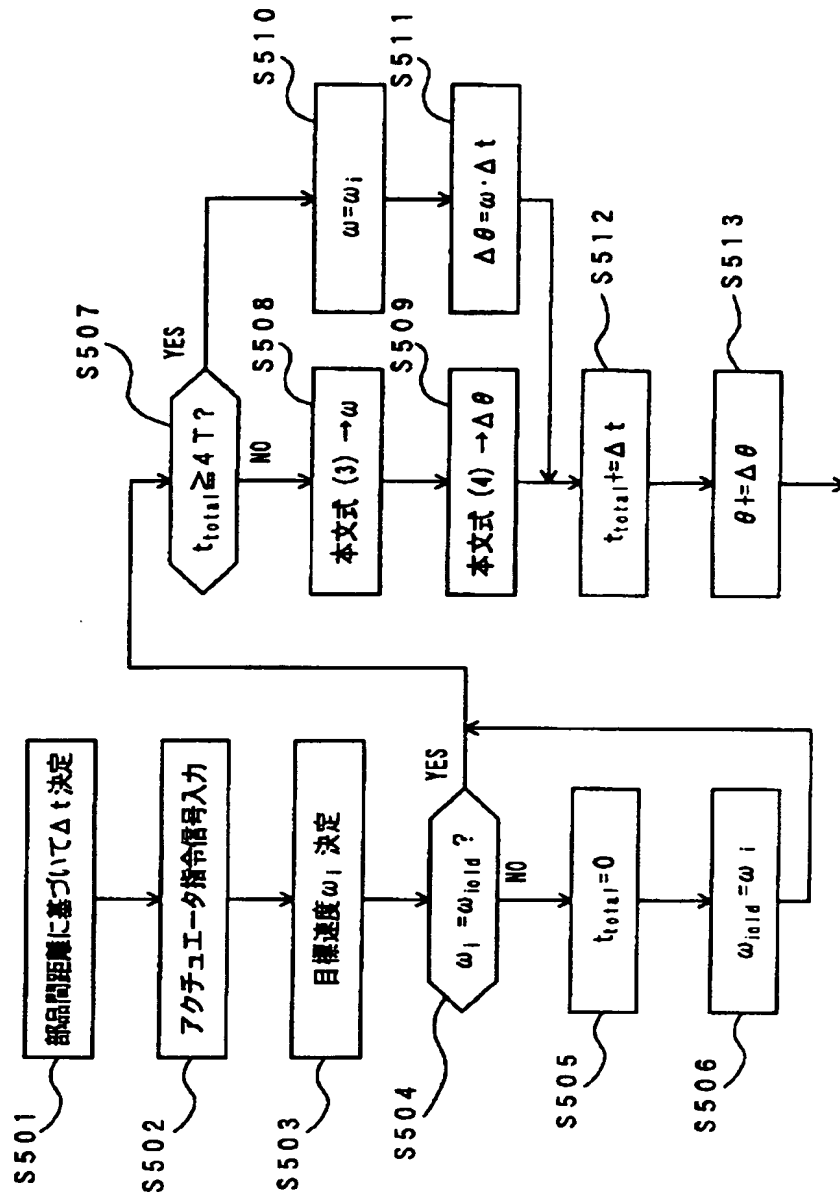 S501
部品間距離に基づいてΔt決定
S502
アクチュエータ指令信号入力
S503
目標速度ωi 決定
S504
ωi=ωiold?
YES
NO
S505
ttotal=0
S506
ωiold=ωi
S507
ttotal≧4T?
YES
NO
S508
本文式(3)→ω
S509
本文式(4)→Δθ
S510
ω=ωi
S511
Δθ=ω·Δt
S512
ttotal+=Δt
S513
θ+=Δθ